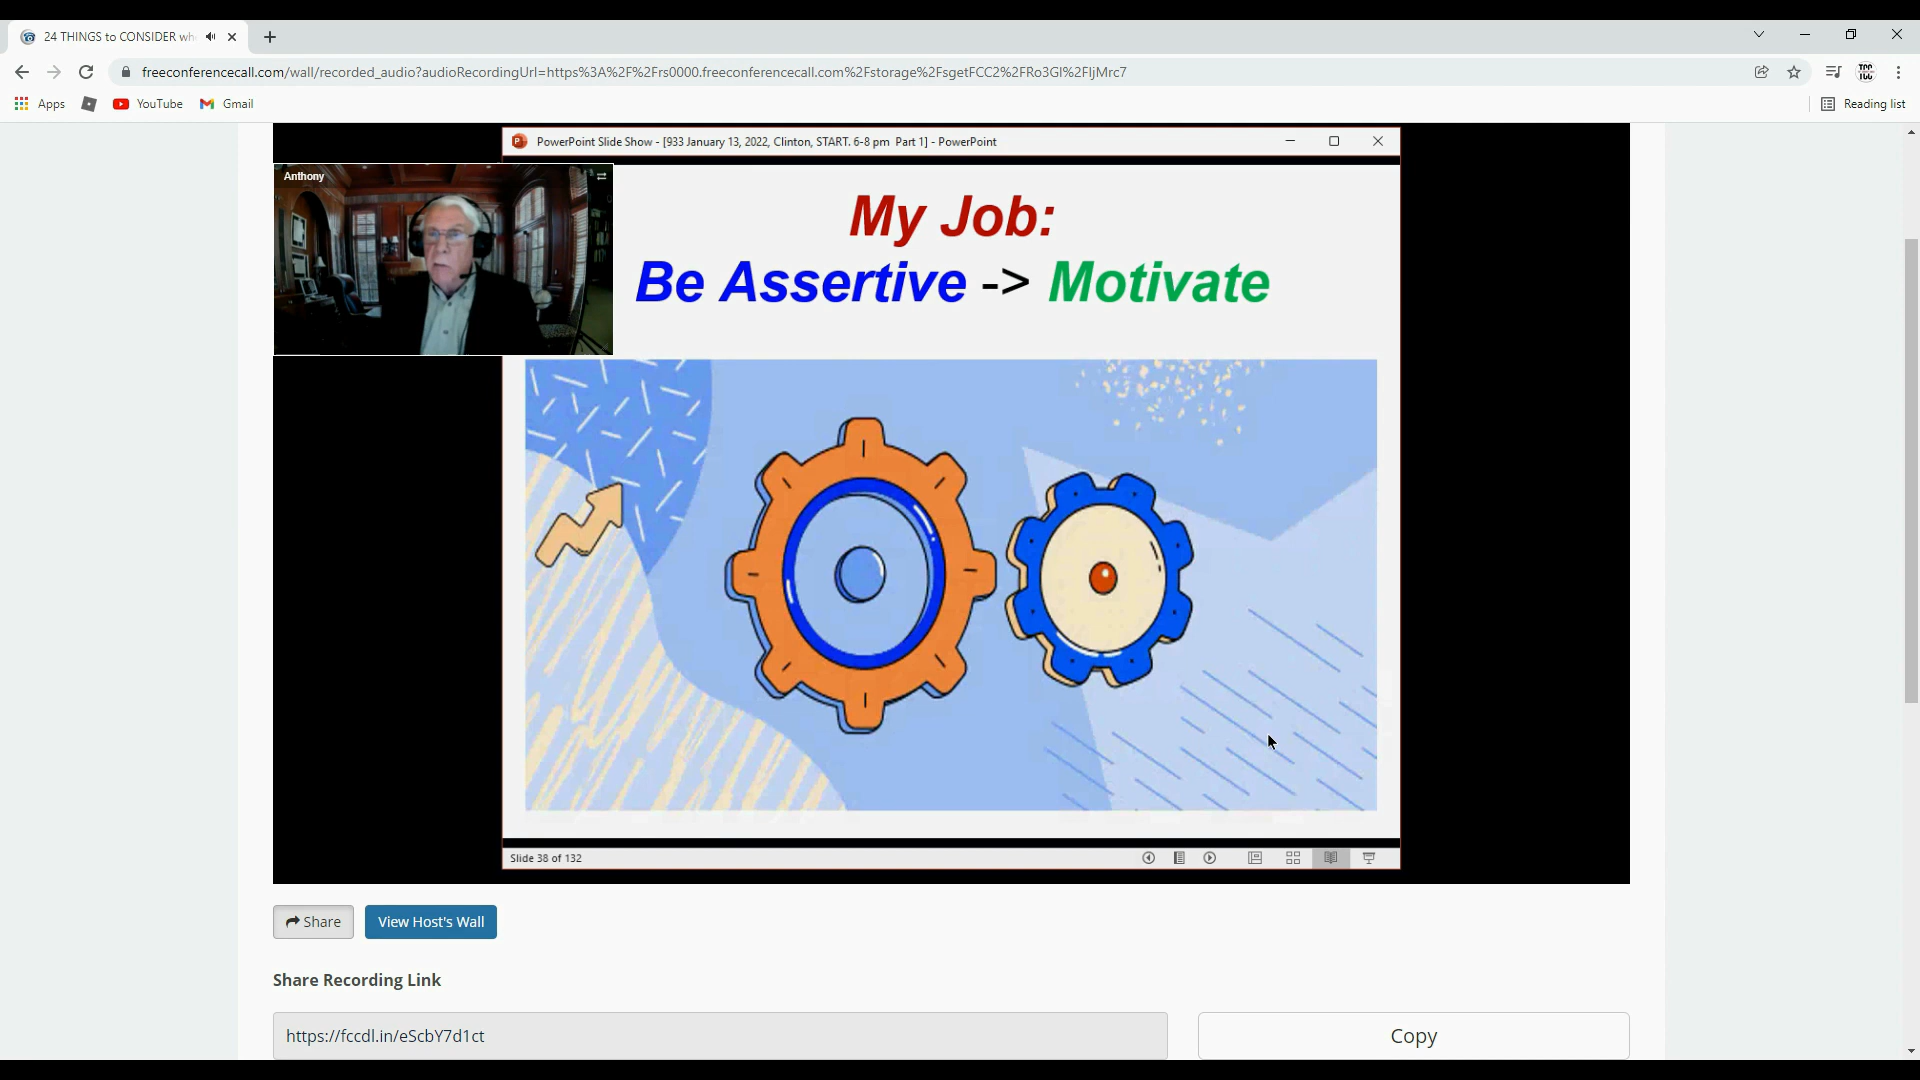 24 THINGS to CONSIDER wh
freeconferencecall.com/wall/recorded_audio?audioRecordingUrl=https%3A%2F%2Frs0000.freeconferencecall.com%2Fstorage%2FsgetFCC2%2FRo3Gl%2FljMrc7
Apps
YouTube
Gmail
Reading list
PowerPoint Slide Show - [933 January 13, 2022, Clinton, START. 6-8 pm Part 1] - PowerPoint
Anthony
My Job:
Be Assertive -> Motivate
Slide 38 of 132
Share
View Host's Wall
Share Recording Link
https://fccdl.in/eScbY7d1ct
Copy